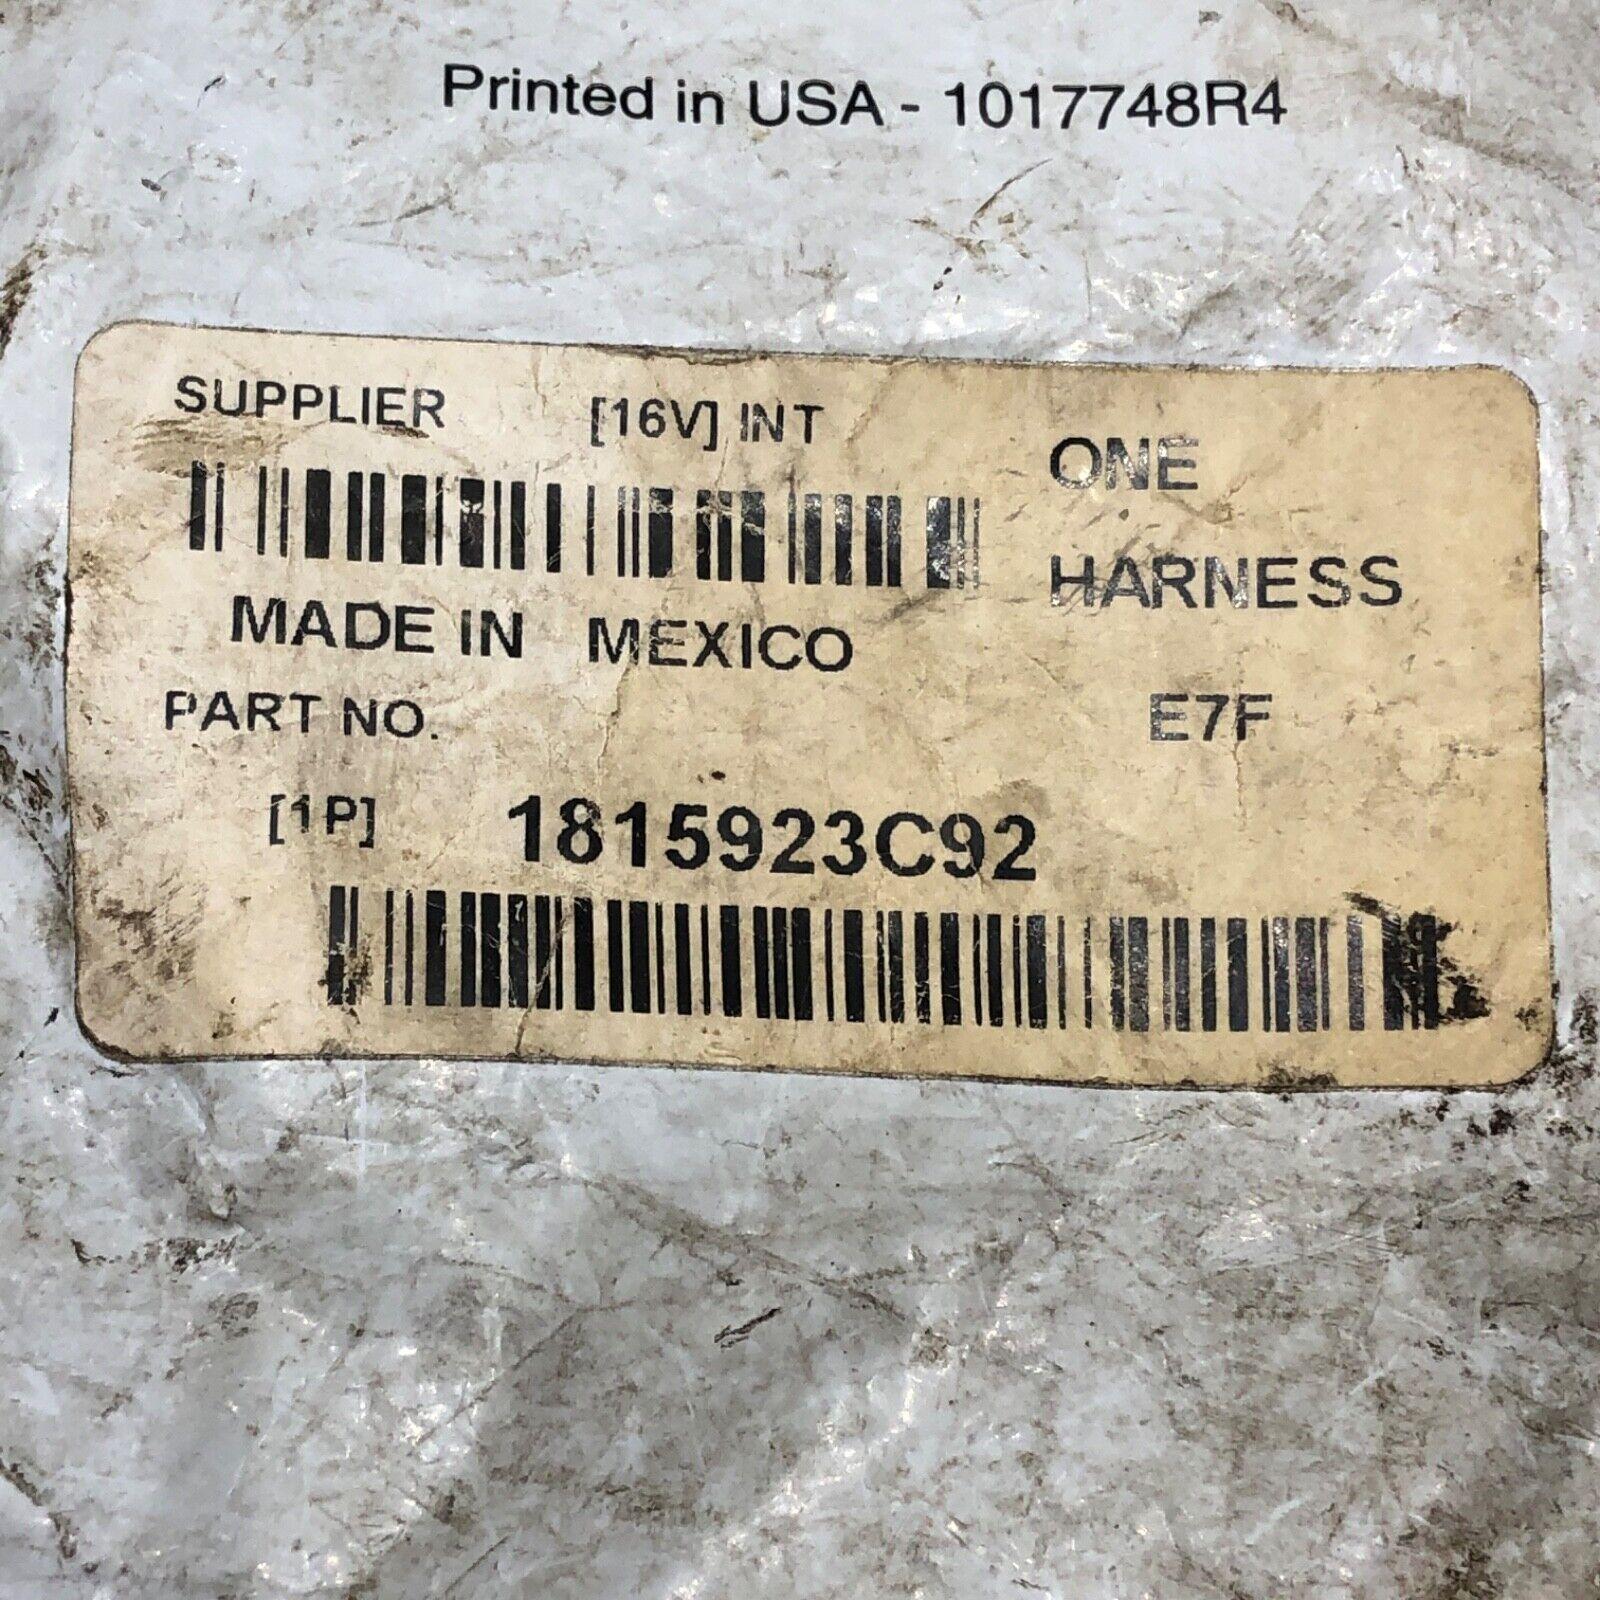 Printed in USA - 1017748R4
SUPPLIER [16V] INT
ONE
HARNESS
MADE IN MEXICO
PART NO.
E7F
[1P] 1815923C92